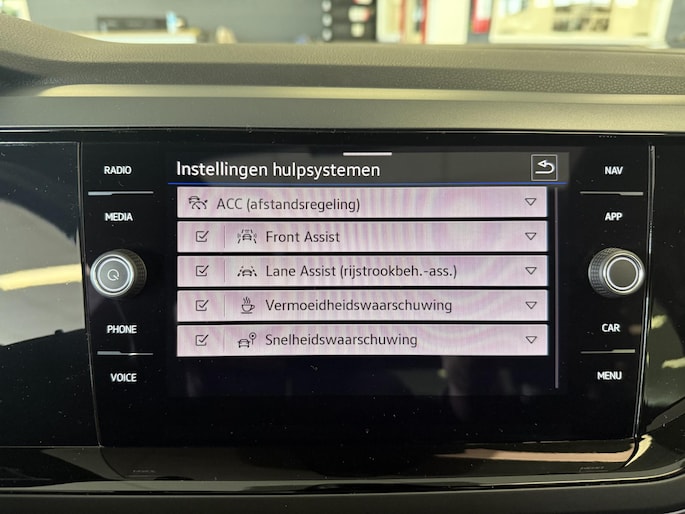 Instellingen hulpsystemen
RADIO
NAV
MEDIA
APP
PHONE
CAR
VOICE
MENU
ACC (afstandsregeling)
Front Assist
Lane Assist (rijstrookbeh.-ass.)
Vermoeidheidswaarschuwing
Snelheidswaarschuwing